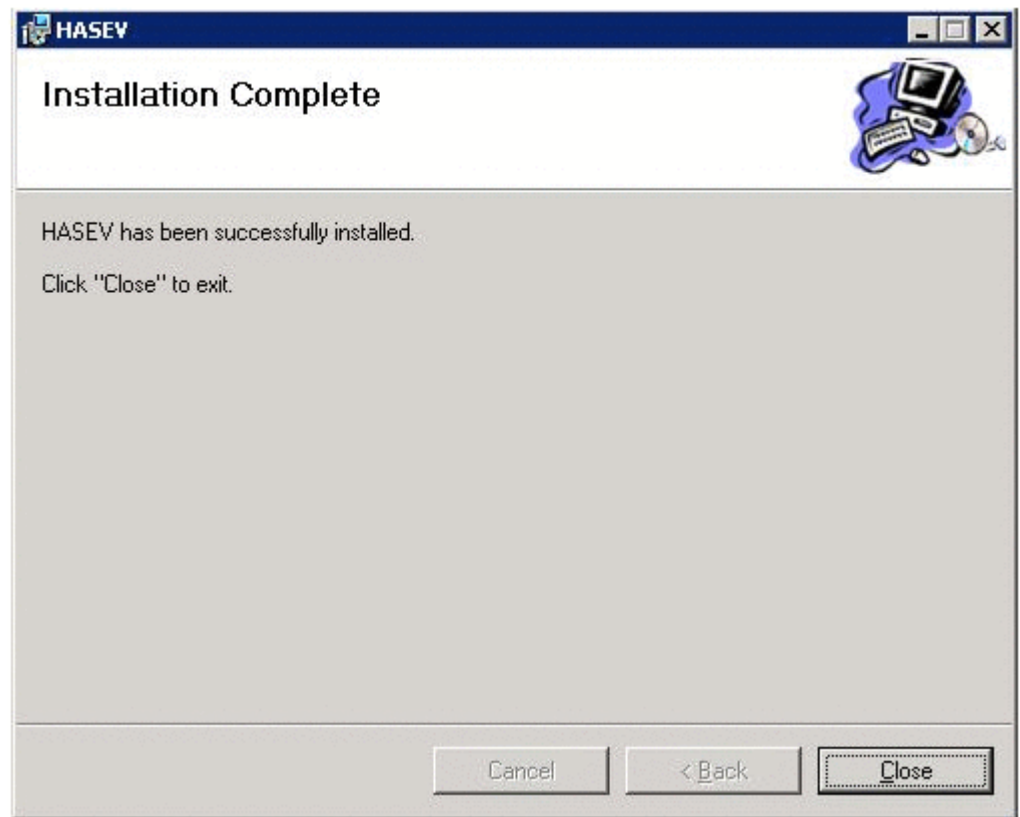 HASEV
Installation Complete
HASEV has been successfully installed.
Click "Close" to exit.
Cancel
< Back
Close